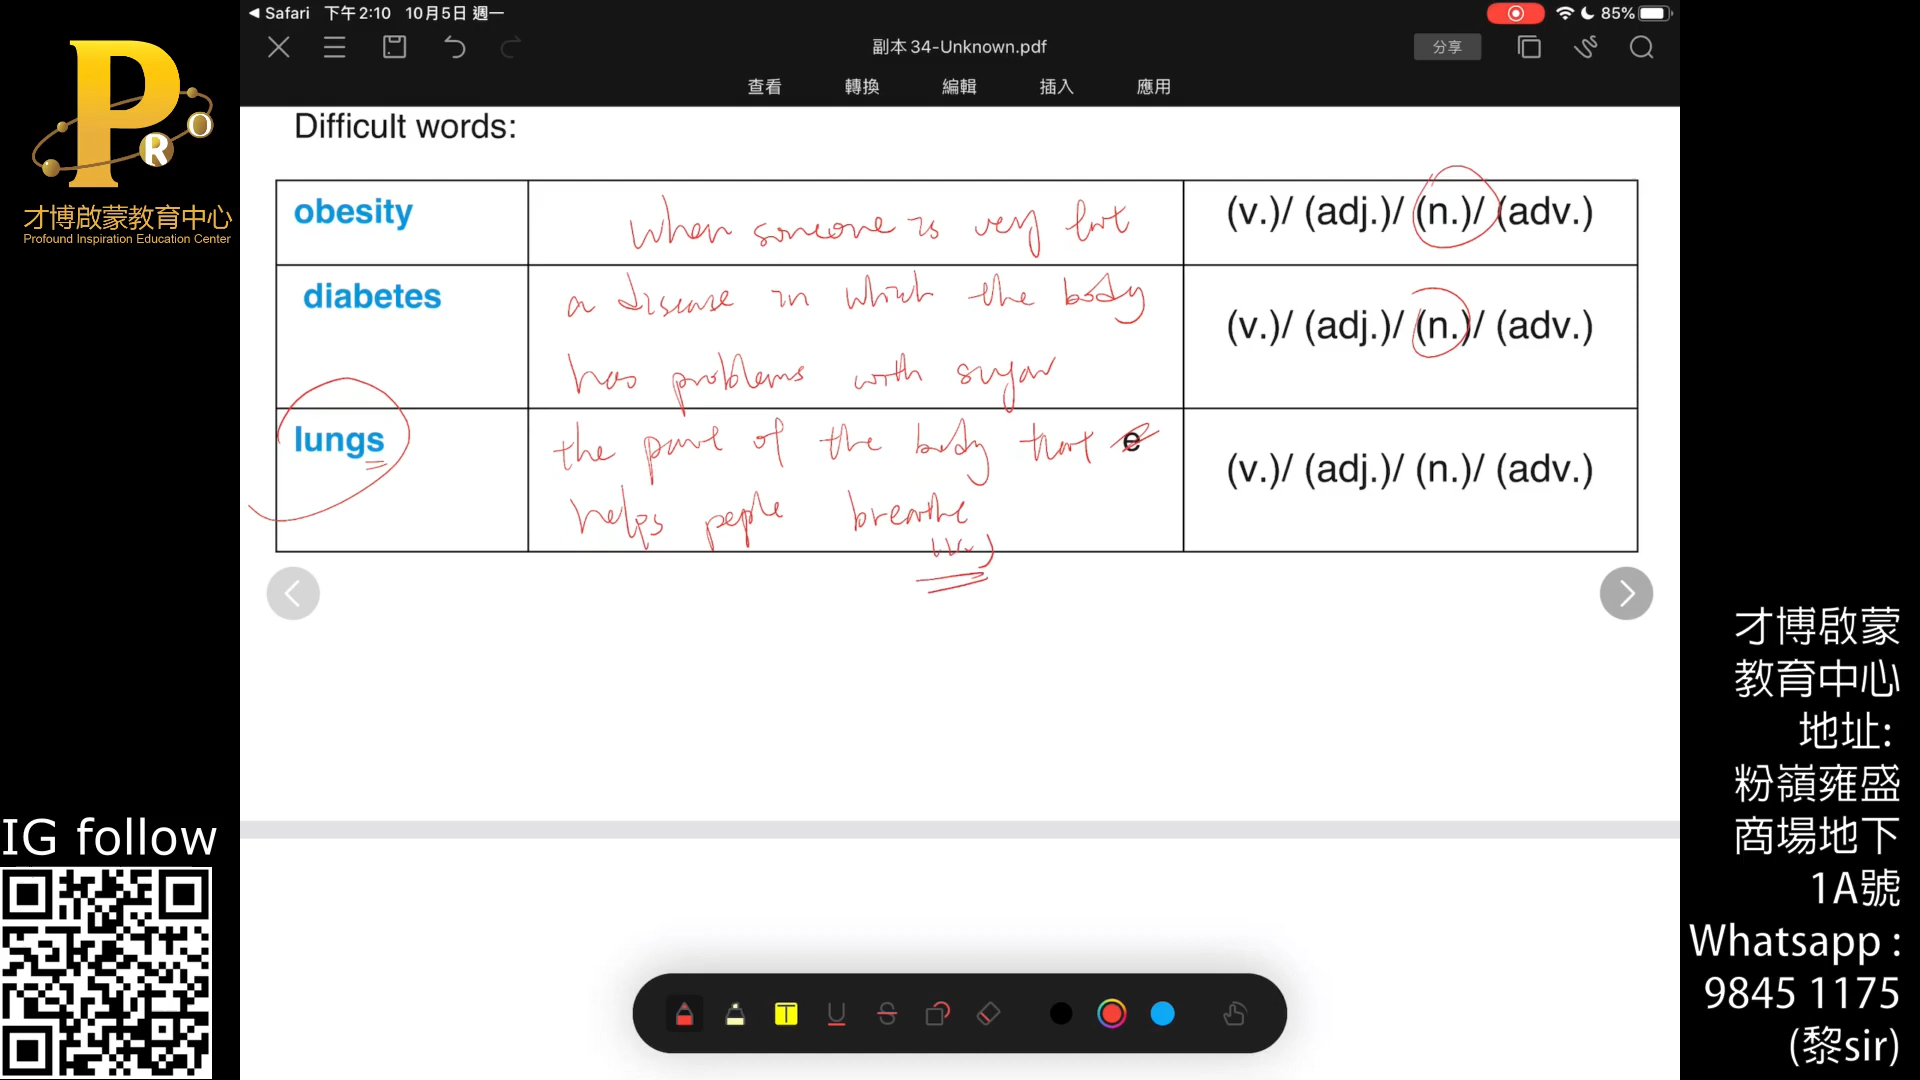 Safari 下午2:10 10月5日 週一
85%
副本 34-Unknown.pdf
分享
查看 轉換 編輯 插入 應用
PRO
才博啟蒙教育中心
Profound Inspiration Education Center
Difficult words:
obesity when someone is very fat (v.)/ (adj.)/ (n.)/ (adv.)
diabetes a disease in which the body has problems with sugar (v.)/ (adj.)/ (n.)/ (adv.)
lungs the part of the body that e helps people breathe (v.)/ (adj.)/ (n.)/ (adv.)
IG follow
才博啟蒙
教育中心
地址:
粉嶺雍盛
商場地下
1A號
Whatsapp :
9845 1175
(黎sir)
T U S